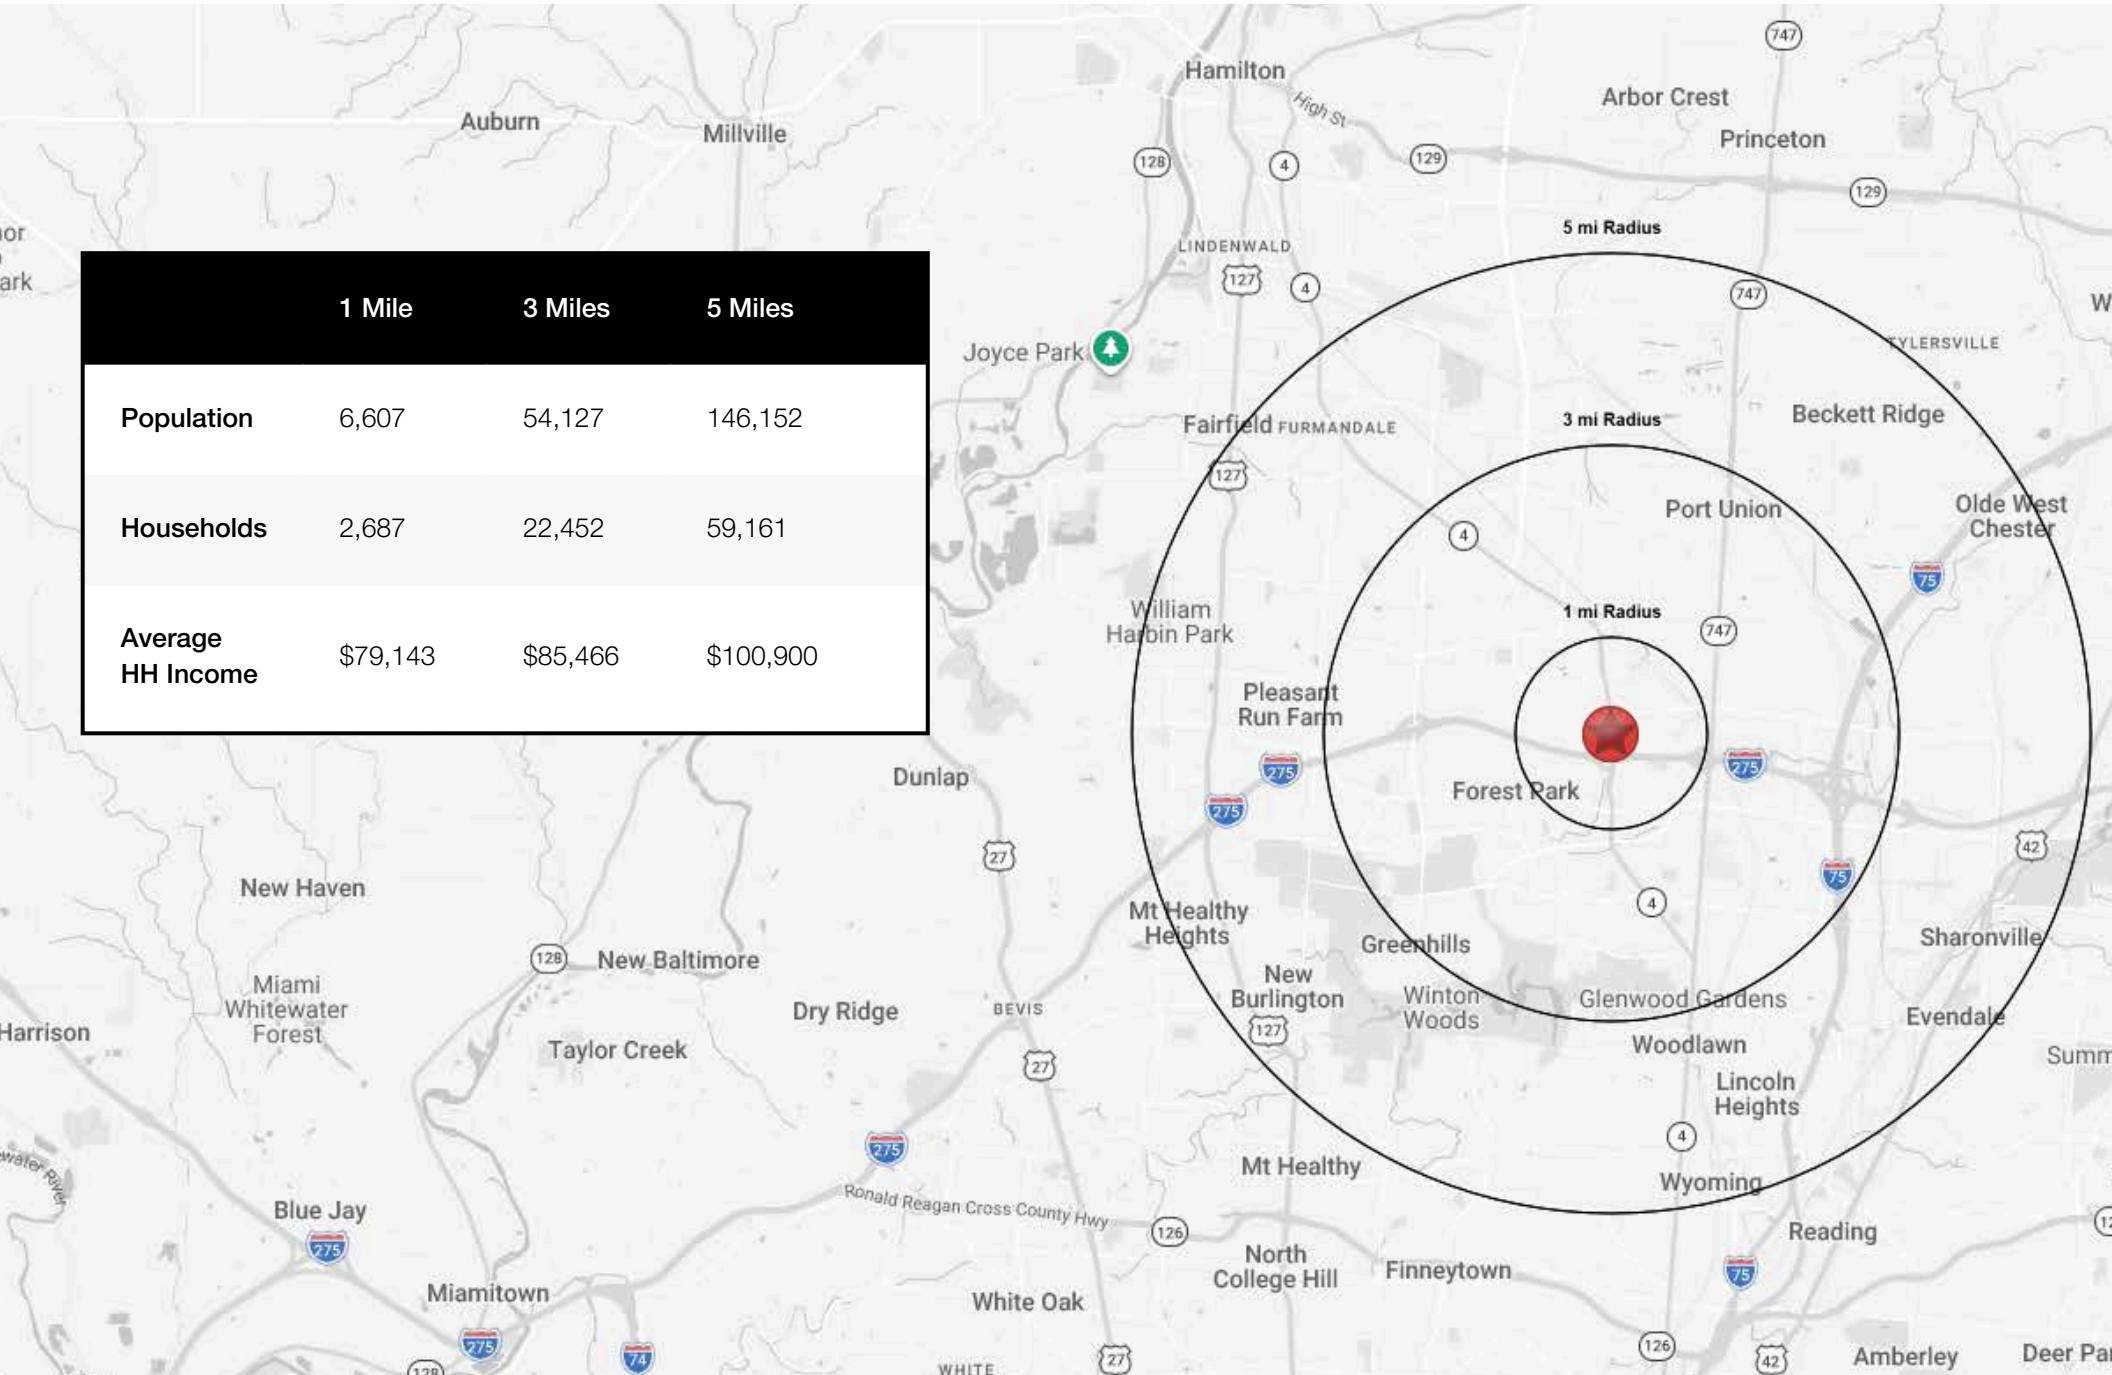 747
Hamilton
Arbor Crest
High St
Auburn
Millville
Princeton
128
4
129
129
5 mi Radius
LINDENWALD
127
4
747
1 Mile 3 Miles 5 Miles
TYLERSVILLE
Joyce Park
Population 6,607 54,127 146,152
Fairfield FURMANDALE
3 mi Radius
Beckett Ridge
127
Households 2,687 22,452 59,161
Port Union
Olde West
Chester
4
75
William
Harbin Park
1 mi Radius
747
Average
HH Income $79,143 $85,466 $100,900
Pleasant
Run Farm
275
275
275
Dunlap
Forest Park
27
42
75
New Haven
4
Mt Healthy
Heights
Greenhills
Sharonville
128
New Baltimore
Miami
Whitewater
Forest
New
Burlington
127
Winton
Woods
Glenwood Gardens
Dry Ridge
BEVIS
Evendale
Harrison
Taylor Creek
27
Woodlawn
Lincoln
Heights
4
275
Mt Healthy
Wyoming
Ronald Reagan Cross County Hwy
126
Blue Jay
275
Reading
North
College Hill
Finneytown
75
Miamitown
White Oak
275
74
128
WHITE
27
126
42
Amberley
Deer Par